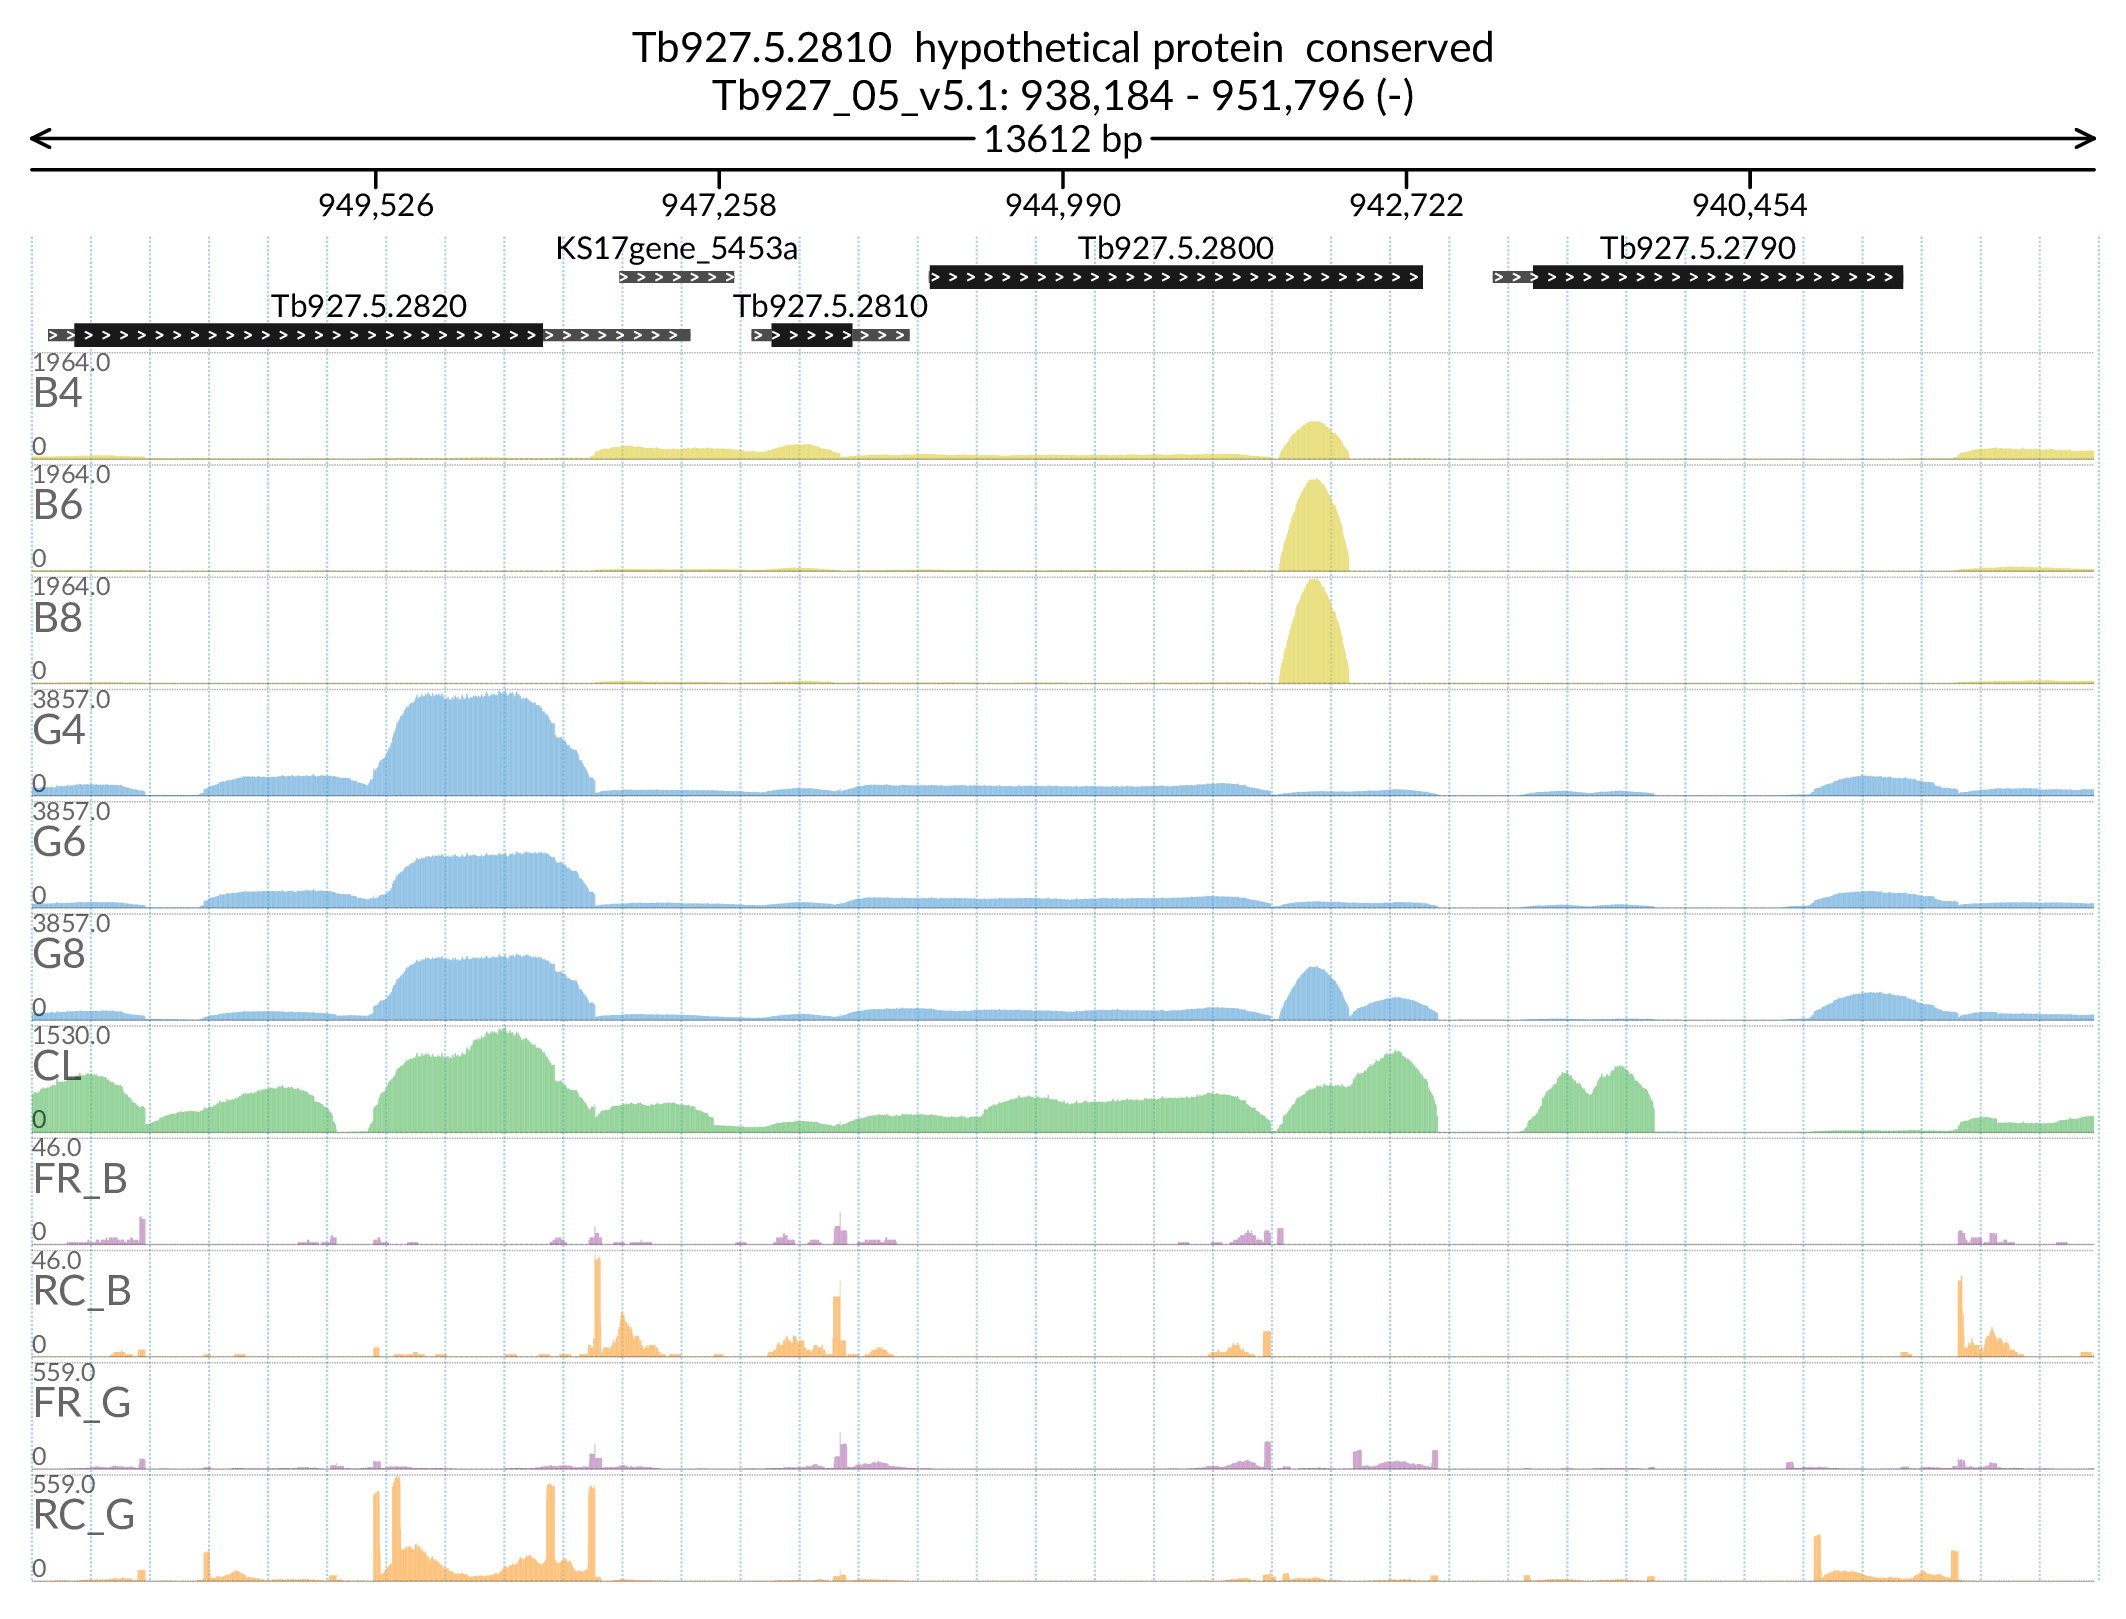 Tb927.5.2810  hypothetical protein  conserved
Tb927_05_v5.1: 938,184 - 951,796 (-)
13612 bp
949,526 947,258 944,990 942,722 940,454
KS17gene_5453a Tb927.5.2800 Tb927.5.2790
Tb927.5.2820 Tb927.5.2810
1964.0
B4
0
1964.0
B6
0
1964.0
B8
0
3857.0
G4
0
3857.0
G6
0
3857.0
G8
0
1530.0
CL
0
46.0
FR_B
0
46.0
RC_B
0
559.0
FR_G
0
559.0
RC_G
0